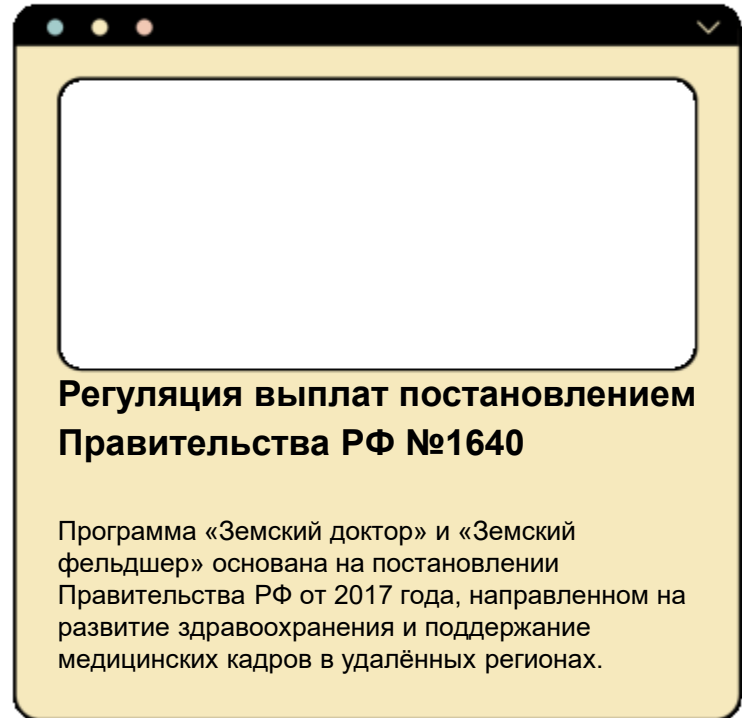 Регуляция выплат постановлением
Правительства РФ №1640
Программа «Земский доктор» и «Земский
фельдшер» основана на постановлении
Правительства РФ от 2017 года, направленном на
развитие здравоохранения и поддержание
медицинских кадров в удалённых регионах.